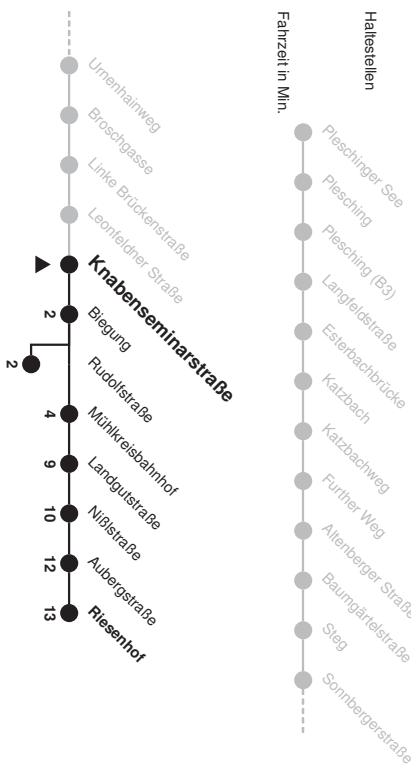 Haltestellen
Pleschinger See
Plesching
Plesching (B3)
Langfeldstraße
Esterbachbrücke
Katzbach
Katzbachweg
Further Weg
Altenberger Straße
Baumgärtelstraße
Steg
Sonnbergerstraße
Fahrzeit in Min.
Urnenhainweg
Broschgasse
Linke Brückenstraße
Leonfeldner Straße
Knabenseminarstraße
2 Biegung
2 Rudolfstraße
4 Mühlkreisbahnhof
9 Landgutstraße
10 Nißlstraße
12 Aubergstraße
13 Riesenhof